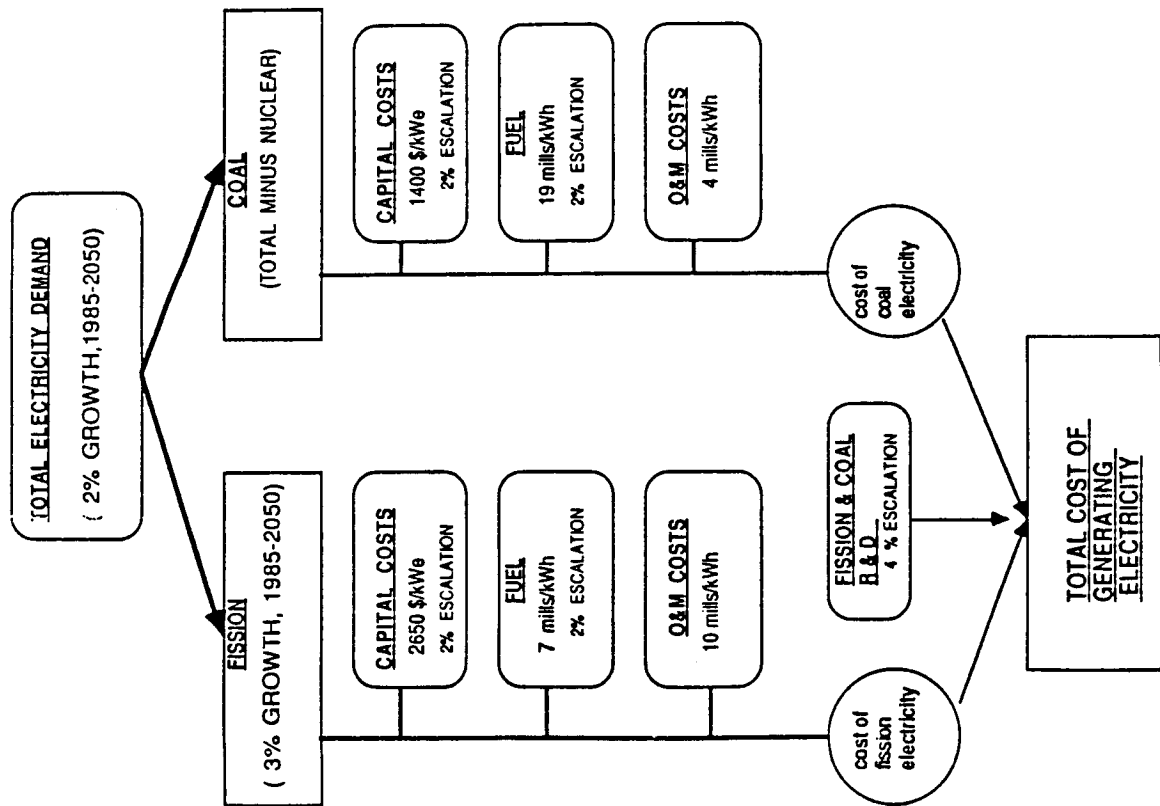 TOTAL ELECTRICITY DEMAND
( 2% GROWTH,1985-2050)
FISSION
( 3% GROWTH, 1985-2050)
CAPITAL COSTS
2650 $/kWe
2% ESCALATION
FUEL
7 mills/kWh
2% ESCALATION
O&M COSTS
10 mills/kWh
cost of
fission
electricity
COAL
(TOTAL MINUS NUCLEAR)
CAPITAL COSTS
1400 $/kWe
2% ESCALATION
FUEL
19 mills/kWh
2% ESCALATION
O&M COSTS
4 mills/kWh
cost of
coal
electricity
FISSION & COAL
R & D
4 % ESCALATION
TOTAL COST OF
GENERATING
ELECTRICITY